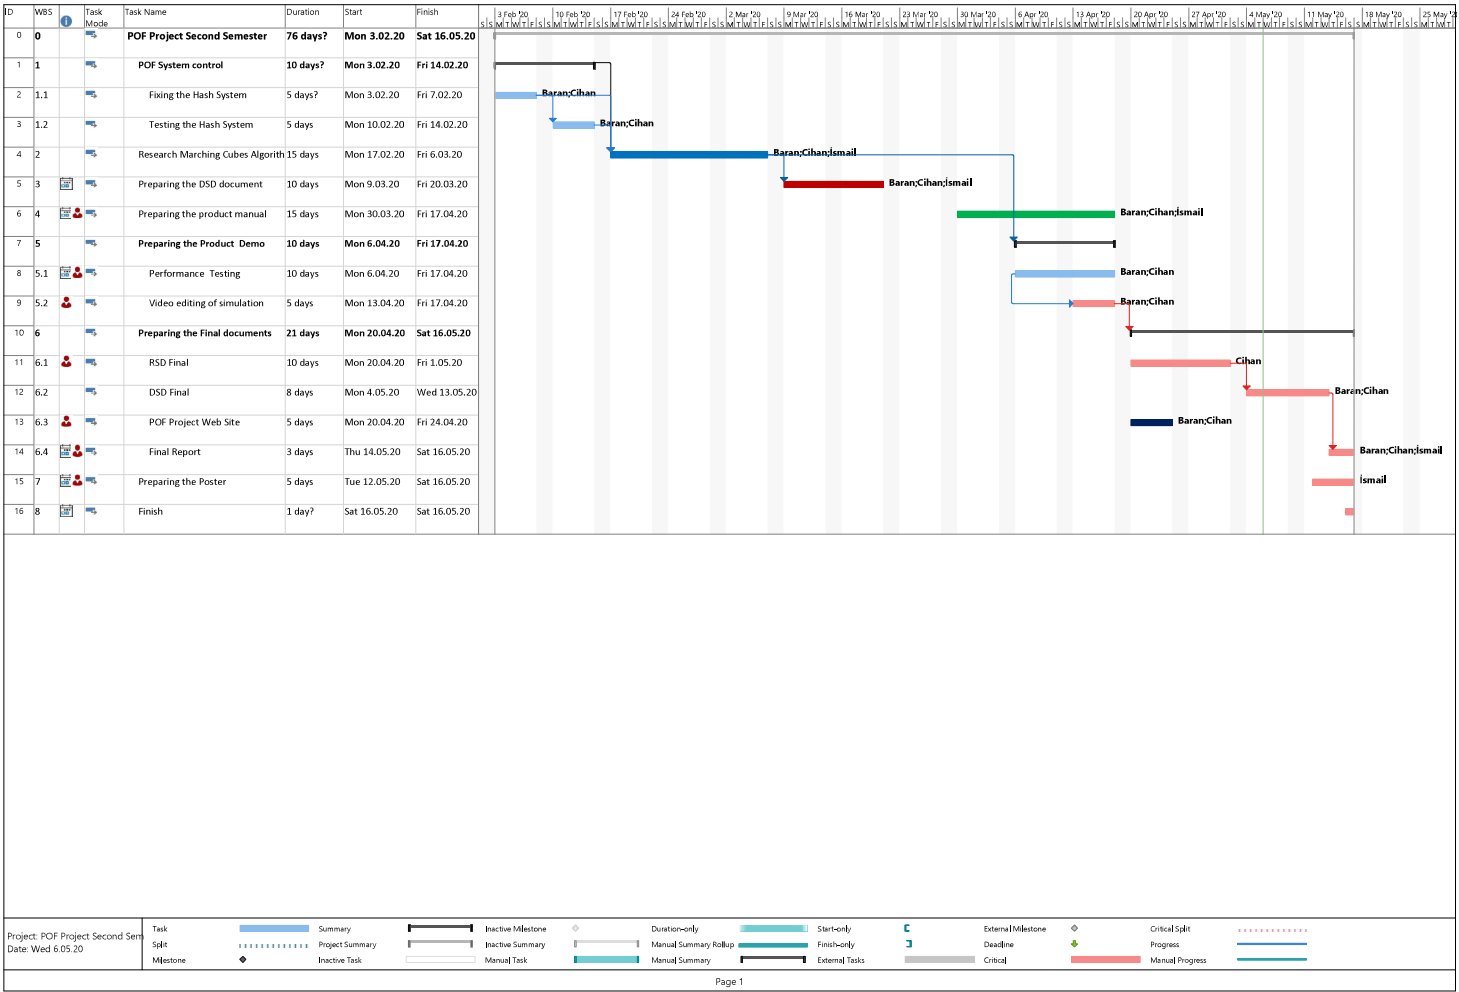 ID WBS Task Mode Task Name Duration Start Finish
3 Feb '20 10 Feb '20 17 Feb '20 24 Feb '20 2 Mar '20 9 Mar '20 16 Mar '20 23 Mar '20 30 Mar '20 6 Apr '20 13 Apr '20 20 Apr '20 27 Apr '20 4 May '20 11 May '20 18 May '20 25 May '2
S S M T W T F S S M T W T F S S M T W T F S S M T W T F S S M T W T F S S M T W T F S S M T W T F S S M T W T F S S M T W T F S S M T W T F S S M T W T F S S M T W T F S S M T W T F S S M T W T F S S M T W T F S S M T W T F S S M T W T
0 0 POF Project Second Semester 76 days? Mon 3.02.20 Sat 16.05.20
1 1 POF System control 10 days? Mon 3.02.20 Fri 14.02.20
2 1.1 Fixing the Hash System 5 days? Mon 3.02.20 Fri 7.02.20 Baran;Cihan
3 1.2 Testing the Hash System 5 days Mon 10.02.20 Fri 14.02.20 Baran;Cihan
4 2 Research Marching Cubes Algorith 15 days Mon 17.02.20 Fri 6.03.20 Baran;Cihan;İsmail
5 3 Preparing the DSD document 10 days Mon 9.03.20 Fri 20.03.20 Baran;Cihan;İsmail
6 4 Preparing the product manual 15 days Mon 30.03.20 Fri 17.04.20 Baran;Cihan;İsmail
7 5 Preparing the Product Demo 10 days Mon 6.04.20 Fri 17.04.20
8 5.1 Performance Testing 10 days Mon 6.04.20 Fri 17.04.20 Baran;Cihan
9 5.2 Video editing of simulation 5 days Mon 13.04.20 Fri 17.04.20 Baran;Cihan
10 6 Preparing the Final documents 21 days Mon 20.04.20 Sat 16.05.20
11 6.1 RSD Final 10 days Mon 20.04.20 Fri 1.05.20 Cihan
12 6.2 DSD Final 8 days Mon 4.05.20 Wed 13.05.20 Baran;Cihan
13 6.3 POF Project Web Site 5 days Mon 20.04.20 Fri 24.04.20 Baran;Cihan
14 6.4 Final Report 3 days Thu 14.05.20 Sat 16.05.20 Baran;Cihan;İsmail
15 7 Preparing the Poster 5 days Tue 12.05.20 Sat 16.05.20 İsmail
16 8 Finish 1 day? Sat 16.05.20 Sat 16.05.20
Project: POF Project Second Sem
Date: Wed 6.05.20
Task Summary Inactive Milestone Duration-only Start-only External Milestone Critical Split
Split Project Summary Inactive Summary Manual Summary Rollup Finish-only Deadline Progress
Milestone Inactive Task Manual Task Manual Summary External Tasks Critical Manual Progress
Page 1